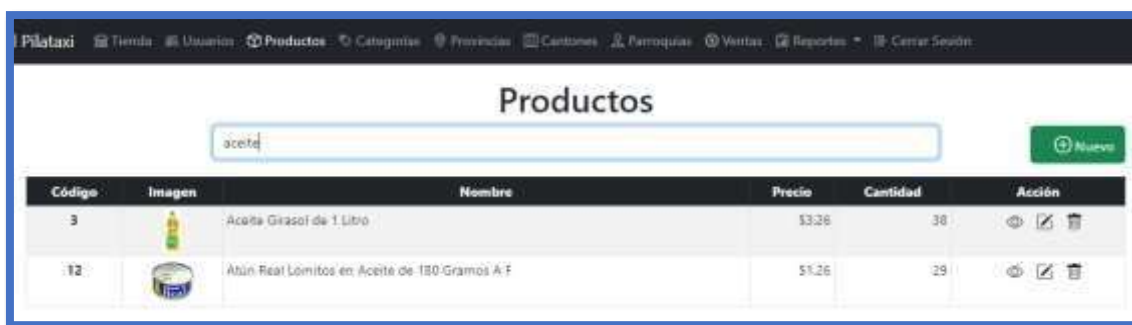 Pilataxi Tienda Usuarios Productos Categorías Provincias Cantones Parroquias Ventas Reportes Cerrar Sesión
Productos
aceite
Nuevo
Código Imagen Nombre Precio Cantidad Acción
3 Aceite Girasol de 1 Litro $3.26 38
12 Atún Real Lomitos en Aceite de 180 Gramos A F $1.26 29